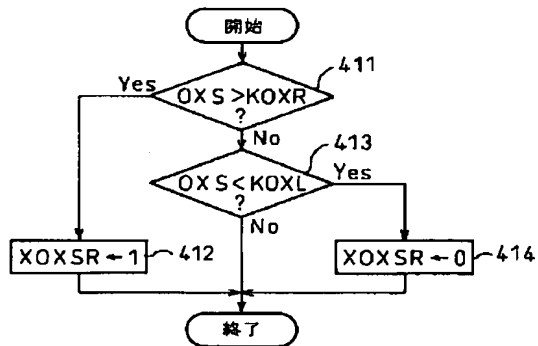 開始
411
Yes
OXS>KOXR
?
No
413
OXS<KOXL
?
Yes
No
XOXSR←1
412
XOXSR←0
414
終了